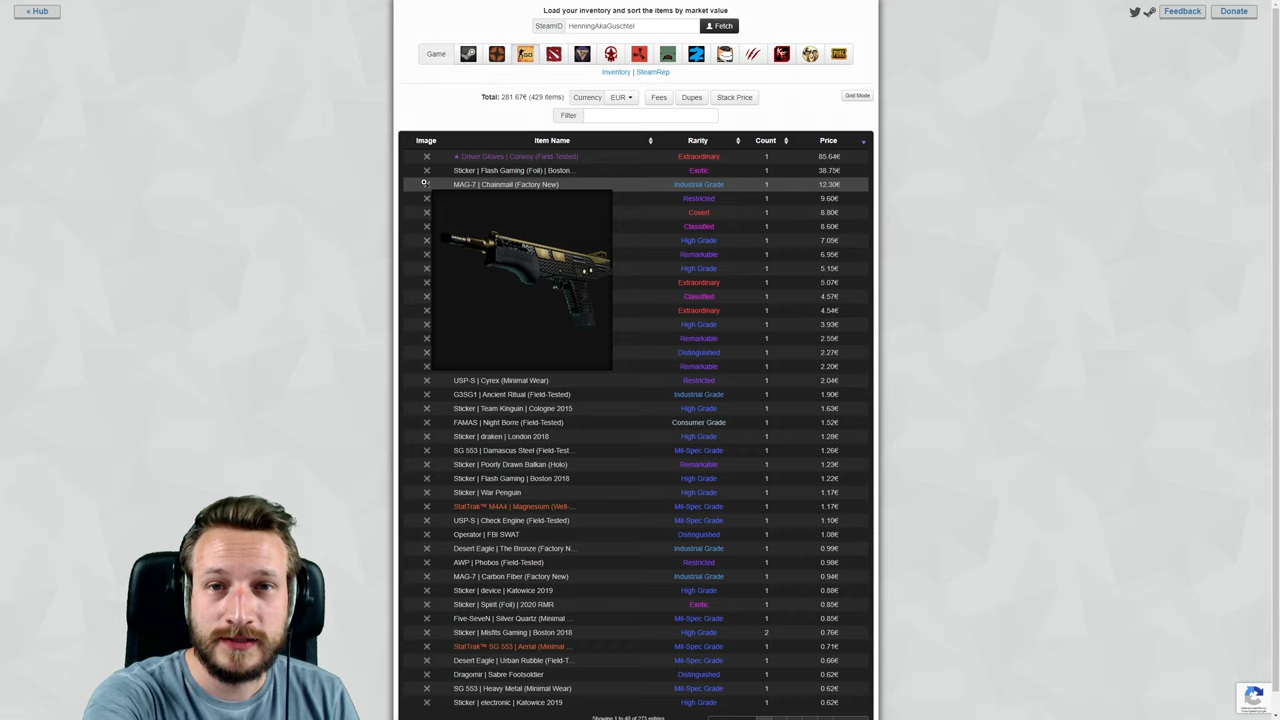 « Hub
Feedback
Donate
Load your inventory and sort the items by market value
SteamID HenningAkaGuschtel Fetch
Game
Inventory | SteamRep
Total: 281.67€ (429 items) Currency EUR Fees Dupes Stack Price Grid Mode
Filter
Image Item Name Rarity Count Price
★ Driver Gloves | Convoy (Field-Tested) Extraordinary 1 85.64€
Sticker | Flash Gaming (Foil) | Boston... Exotic 1 38.75€
MAG-7 | Chainmail (Factory New) Industrial Grade 1 12.30€
Restricted 1 9.60€
Covert 1 8.80€
Classified 1 8.60€
High Grade 1 7.05€
Remarkable 1 6.95€
High Grade 1 5.15€
Extraordinary 1 5.07€
Classified 1 4.57€
Extraordinary 1 4.54€
High Grade 1 3.93€
Remarkable 1 2.55€
Distinguished 1 2.27€
Remarkable 1 2.20€
USP-S | Cyrex (Minimal Wear) Restricted 1 2.04€
G3SG1 | Ancient Ritual (Field-Tested) Industrial Grade 1 1.90€
Sticker | Team Kinguin | Cologne 2015 High Grade 1 1.63€
FAMAS | Night Borre (Field-Tested) Consumer Grade 1 1.52€
Sticker | draken | London 2018 High Grade 1 1.28€
SG 553 | Damascus Steel (Field-Test... Mil-Spec Grade 1 1.26€
Sticker | Poorly Drawn Balkan (Holo) Remarkable 1 1.23€
Sticker | Flash Gaming | Boston 2018 High Grade 1 1.22€
Sticker | War Penguin High Grade 1 1.17€
StatTrak™ M4A4 | Magnesium (Well-... Mil-Spec Grade 1 1.17€
USP-S | Check Engine (Field-Tested) Mil-Spec Grade 1 1.10€
Operator | FBI SWAT Distinguished 1 1.08€
Desert Eagle | The Bronze (Factory N... Industrial Grade 1 0.99€
AWP | Phobos (Field-Tested) Restricted 1 0.98€
MAG-7 | Carbon Fiber (Factory New) Industrial Grade 1 0.94€
Sticker | device | Katowice 2019 High Grade 1 0.88€
Sticker | Spirit (Foil) | 2020 RMR Exotic 1 0.85€
Five-SeveN | Silver Quartz (Minimal ... Mil-Spec Grade 1 0.85€
Sticker | Misfits Gaming | Boston 2018 High Grade 2 0.76€
StatTrak™ SG 553 | Aerial (Minimal ... Mil-Spec Grade 1 0.71€
Desert Eagle | Urban Rubble (Field-T... Mil-Spec Grade 1 0.66€
Dragomir | Sabre Footsoldier Distinguished 1 0.62€
SG 553 | Heavy Metal (Minimal Wear) Mil-Spec Grade 1 0.62€
Sticker | electronic | Katowice 2019 High Grade 1 0.62€
Showing 1 to 40 of 273 entries